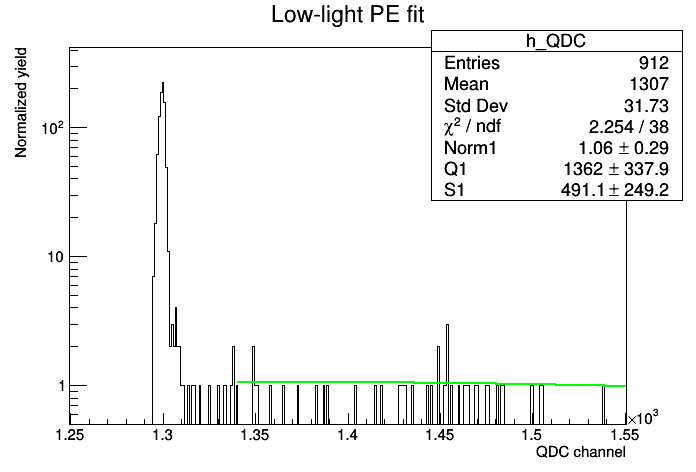 Low-light PE fit
h_QDC
Entries 912
Mean 1307
Std Dev 31.73
χ² / ndf 2.254 / 38
Norm1 1.06 ± 0.29
Q1 1362 ± 337.9
S1 491.1 ± 249.2
Normalized yield
10²
10
1
1.25 1.3 1.35 1.4 1.45 1.5 1.55
×10³
QDC channel